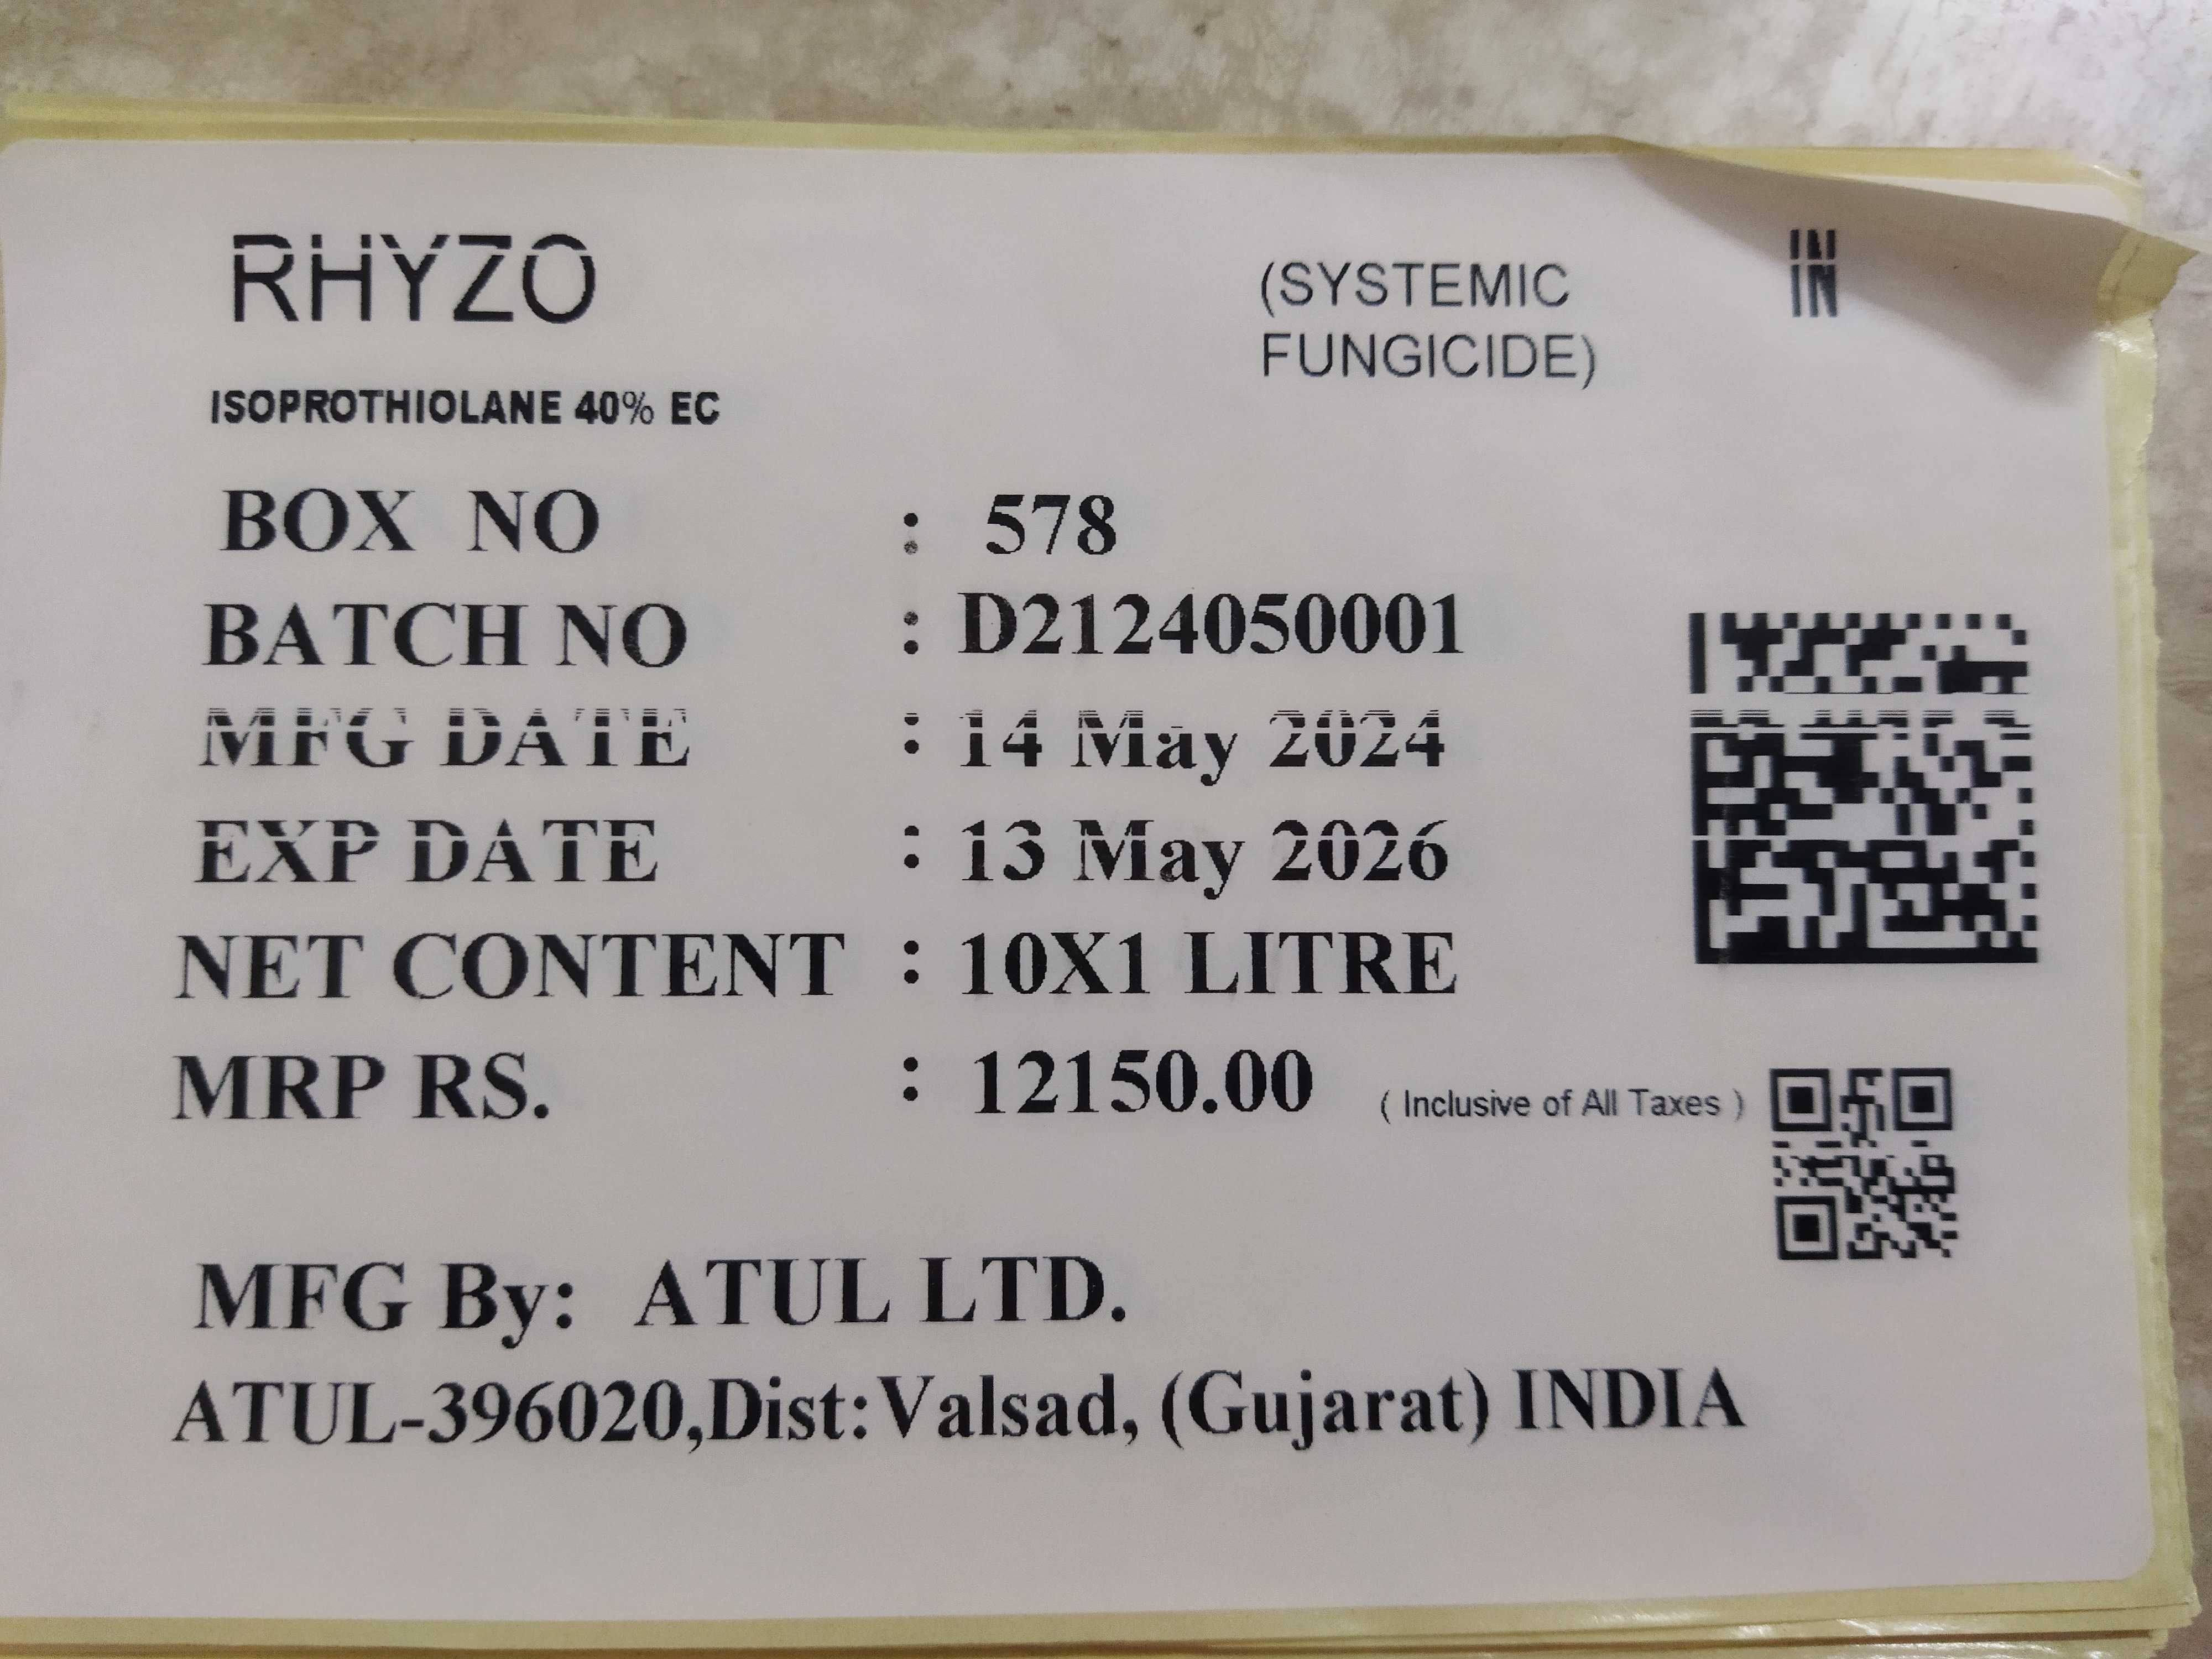 RHYZO
(SYSTEMIC
FUNGICIDE)
IN
ISOPROTHIOLANE 40% EC
BOX NO : 578
BATCH NO : D2124050001
MFG DATE : 14 May 2024
EXP DATE : 13 May 2026
NET CONTENT : 10X1 LITRE
MRP RS. : 12150.00 ( Inclusive of All Taxes )
MFG By: ATUL LTD.
ATUL-396020,Dist:Valsad, (Gujarat) INDIA